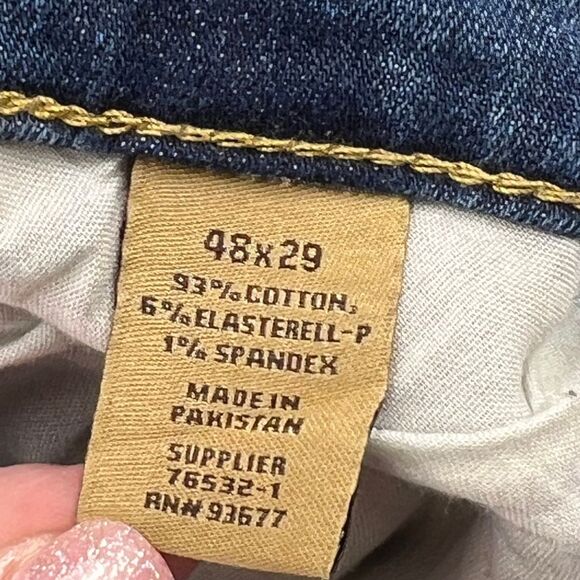 48x29
93% COTTON,
6% ELASTERELL-P
1% SPANDEX
MADE IN
PAKISTAN
SUPPLIER
76532-1
RN# 93677